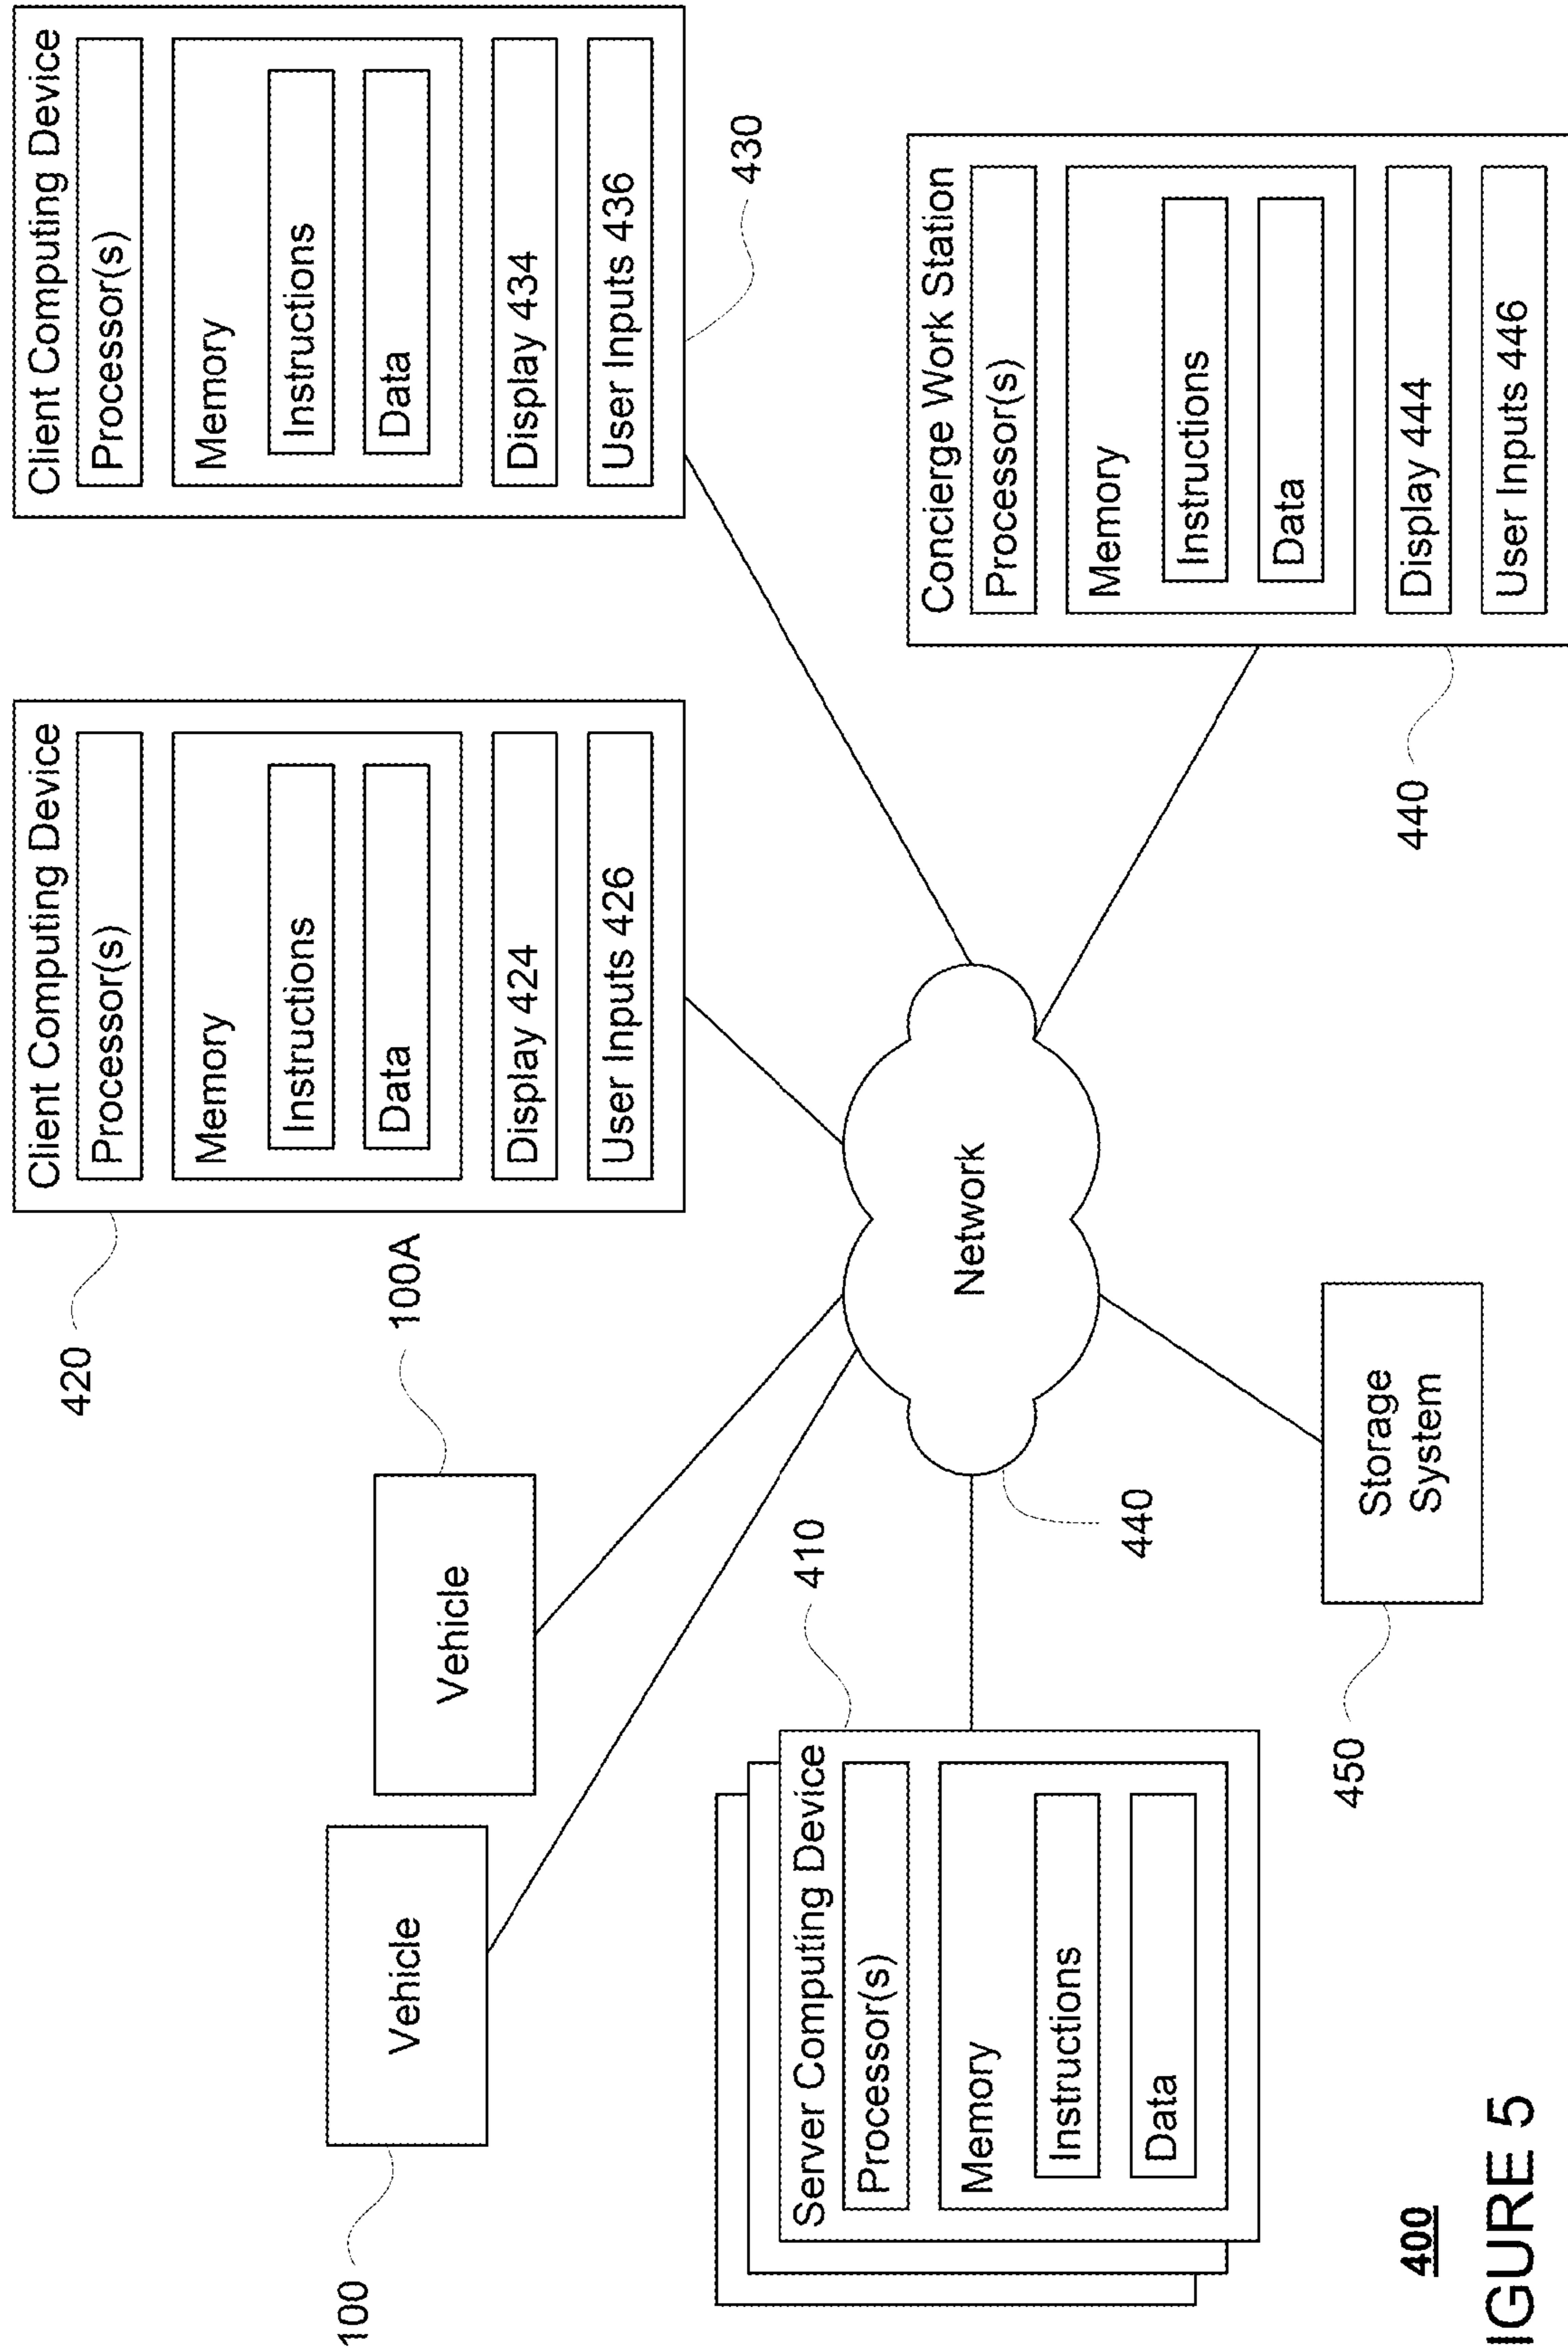 Client Computing Device
Processor(s)
Memory
Instructions
Data
Display 424
User Inputs 426
420
Client Computing Device
Processor(s)
Memory
Instructions
Data
Display 434
User Inputs 436
430
100
Vehicle
Vehicle
100A
Server Computing Device
Processor(s)
Memory
Instructions
Data
410
Network
440
Concierge Work Station
Processor(s)
Memory
Instructions
Data
Display 444
User Inputs 446
440
Storage
System
450
400
IGURE 5